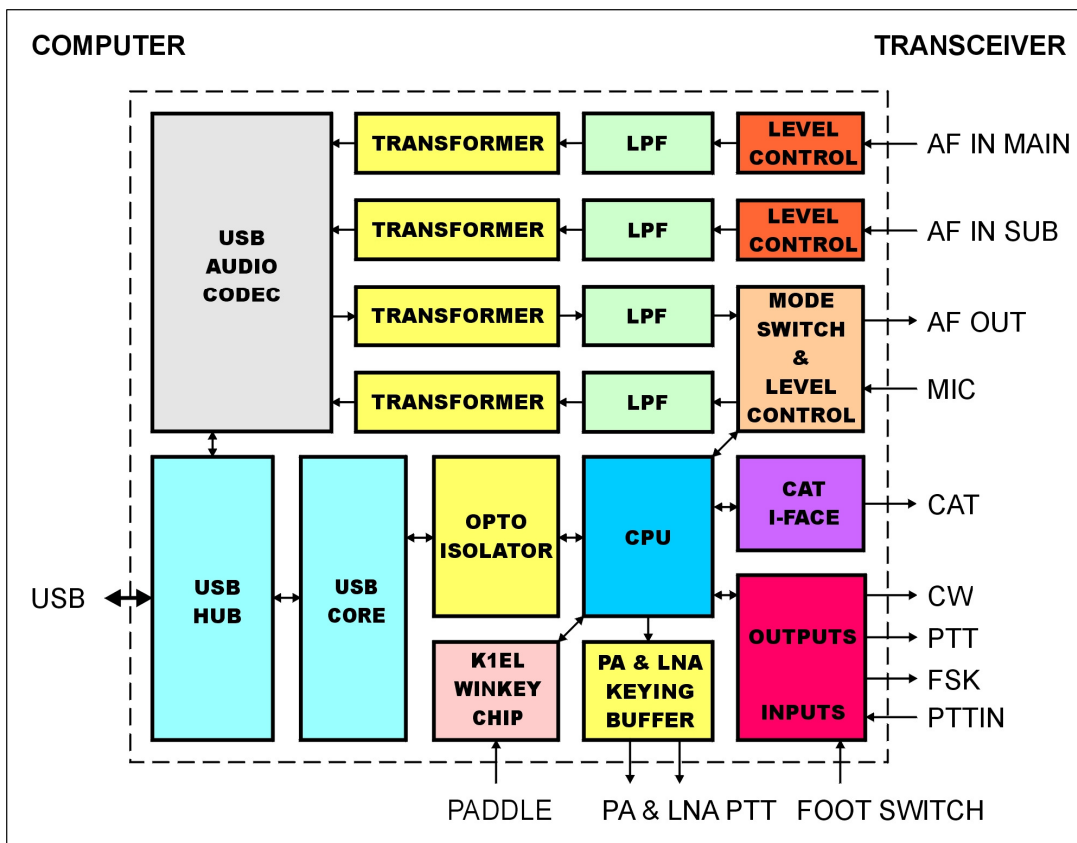 COMPUTER
TRANSCEIVER
TRANSFORMER
LPF
LEVEL
CONTROL
AF IN MAIN
USB
AUDIO
CODEC
TRANSFORMER
LPF
LEVEL
CONTROL
AF IN SUB
TRANSFORMER
LPF
MODE
SWITCH
&
LEVEL
CONTROL
AF OUT
MIC
TRANSFORMER
LPF
USB
USB
HUB
USB
CORE
OPTO
ISOLATOR
CPU
CAT
I-FACE
CAT
K1EL
WINKEY
CHIP
PA & LNA
KEYING
BUFFER
OUTPUTS
INPUTS
CW
PTT
FSK
PTTIN
PADDLE
PA & LNA PTT
FOOT SWITCH